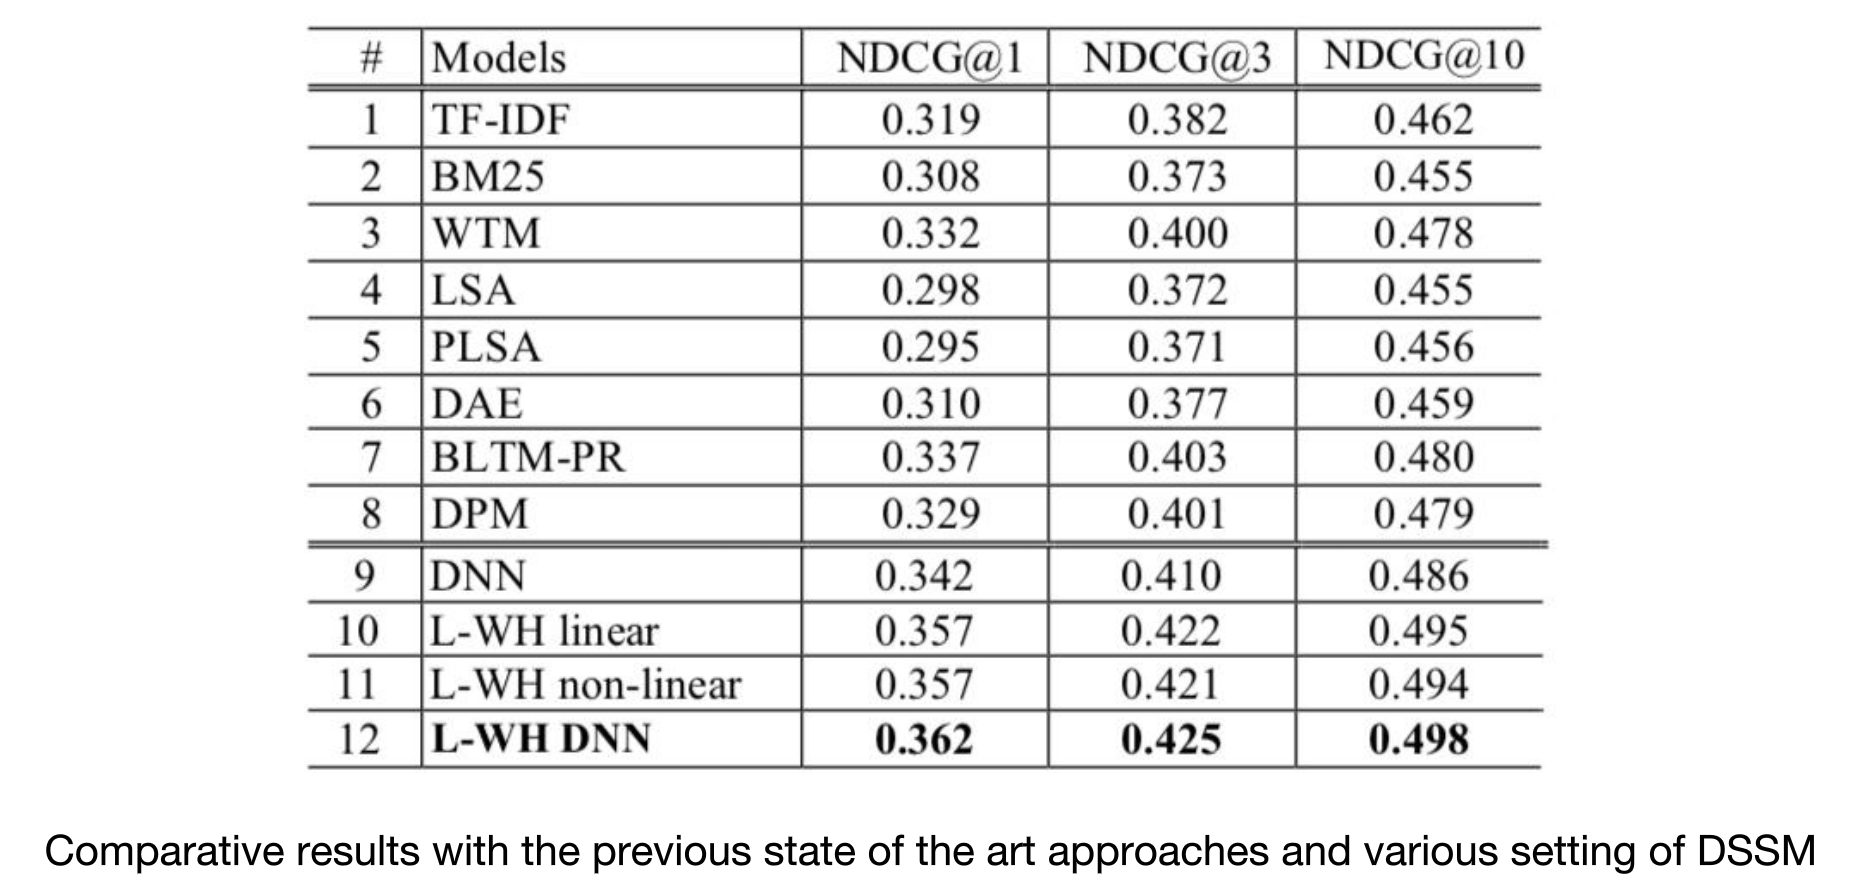 # Models NDCG@1 NDCG@3 NDCG@10
1 TF-IDF 0.319 0.382 0.462
2 BM25 0.308 0.373 0.455
3 WTM 0.332 0.400 0.478
4 LSA 0.298 0.372 0.455
5 PLSA 0.295 0.371 0.456
6 DAE 0.310 0.377 0.459
7 BLTM-PR 0.337 0.403 0.480
8 DPM 0.329 0.401 0.479
9 DNN 0.342 0.410 0.486
10 L-WH linear 0.357 0.422 0.495
11 L-WH non-linear 0.357 0.421 0.494
12 L-WH DNN 0.362 0.425 0.498
Comparative results with the previous state of the art approaches and various setting of DSSM